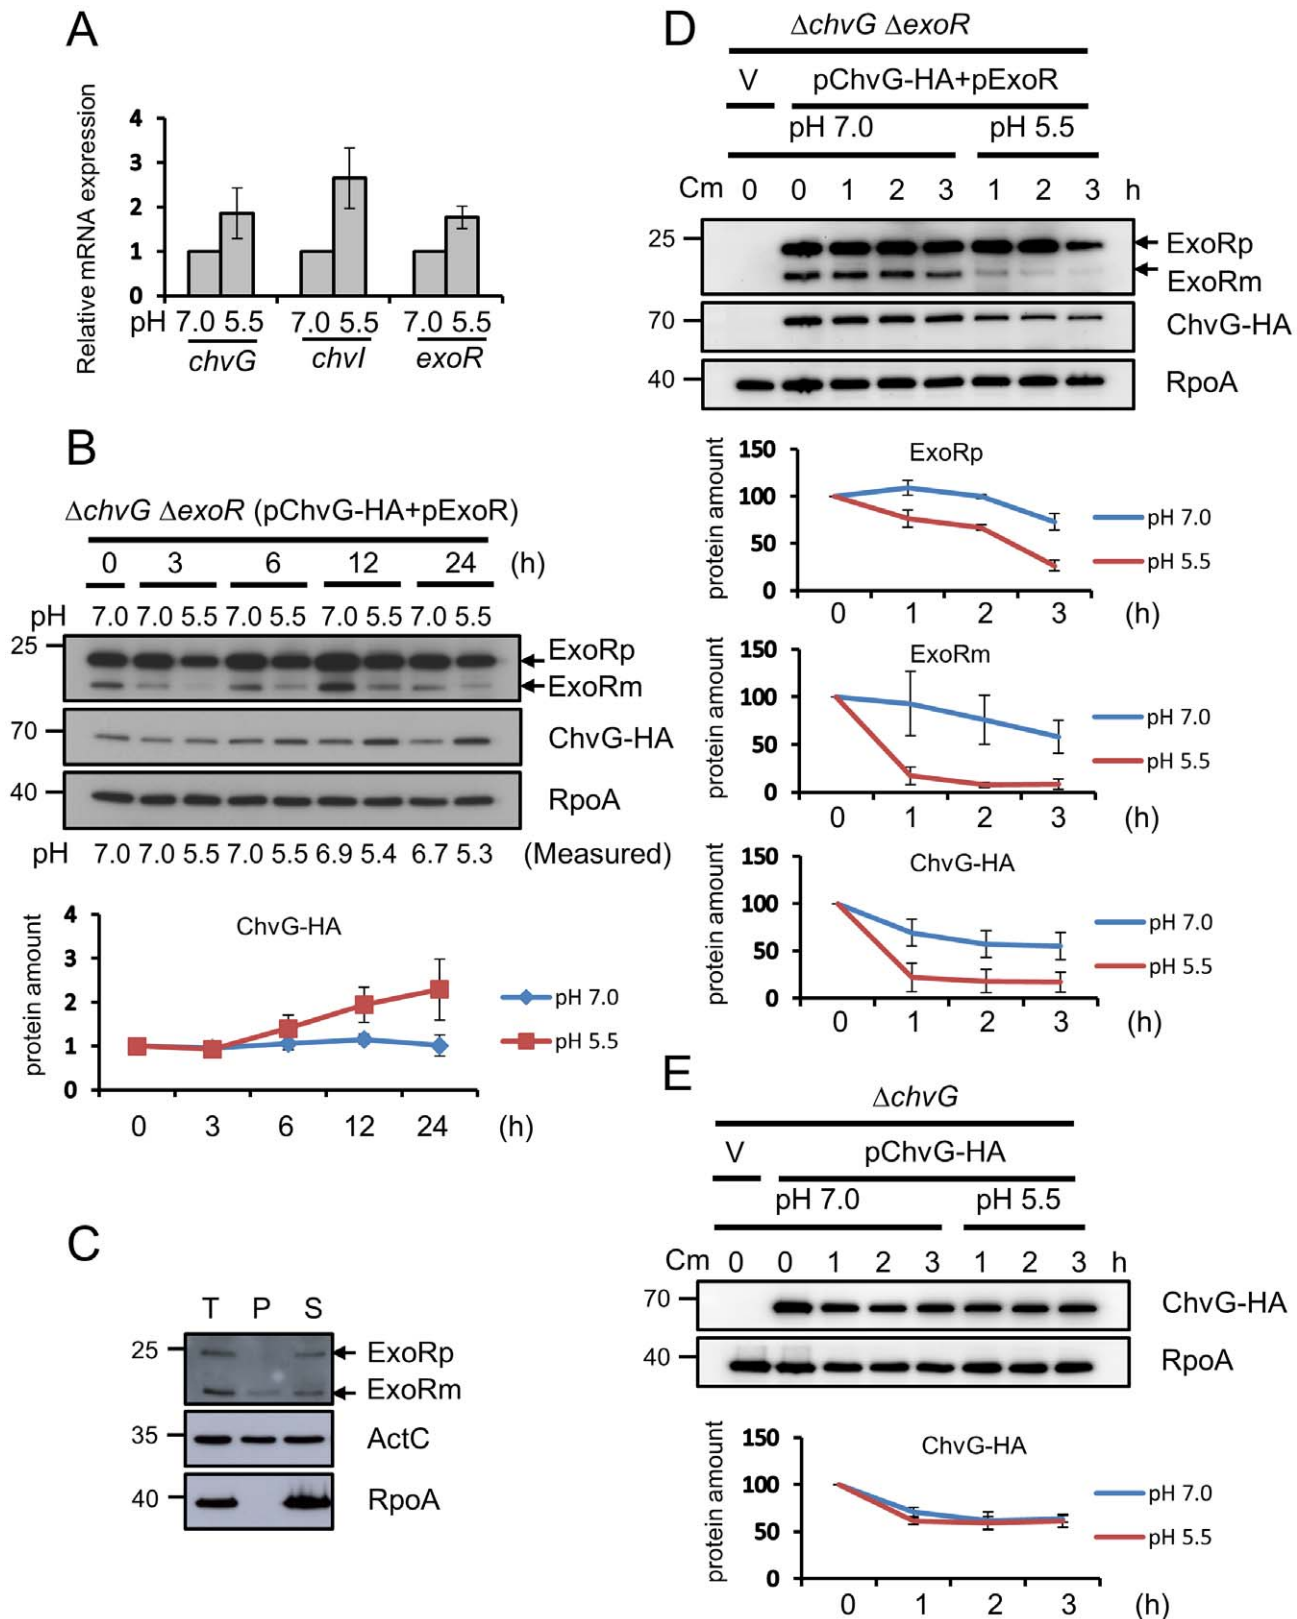 A
Relative mRNA expression
4
3
2
1
0
pH 7.0 5.5 7.0 5.5 7.0 5.5
chvG chvI exoR
B
ΔchvG ΔexoR (pChvG-HA+pExoR)
0 3 6 12 24 (h)
pH 7.0 7.0 5.5 7.0 5.5 7.0 5.5 7.0 5.5
25 ExoRp
ExoRm
70 ChvG-HA
40 RpoA
pH 7.0 7.0 5.5 7.0 5.5 6.9 5.4 6.7 5.3 (Measured)
protein amount
ChvG-HA
4
3
2
1
0
pH 7.0
pH 5.5
0 3 6 12 24 (h)
C
T P S
25 ExoRp
ExoRm
35 ActC
40 RpoA
D
ΔchvG ΔexoR
V pChvG-HA+pExoR
pH 7.0 pH 5.5
Cm 0 0 1 2 3 1 2 3 h
25 ExoRp
ExoRm
70 ChvG-HA
40 RpoA
protein amount
ExoRp
150
100
50
0
pH 7.0
pH 5.5
0 1 2 3 (h)
protein amount
ExoRm
150
100
50
0
pH 7.0
pH 5.5
0 1 2 3 (h)
protein amount
ChvG-HA
150
100
50
0
pH 7.0
pH 5.5
0 1 2 3 (h)
E
ΔchvG
V pChvG-HA
pH 7.0 pH 5.5
Cm 0 0 1 2 3 1 2 3 h
70 ChvG-HA
40 RpoA
protein amount
ChvG-HA
150
100
50
0
pH 7.0
pH 5.5
0 1 2 3 (h)